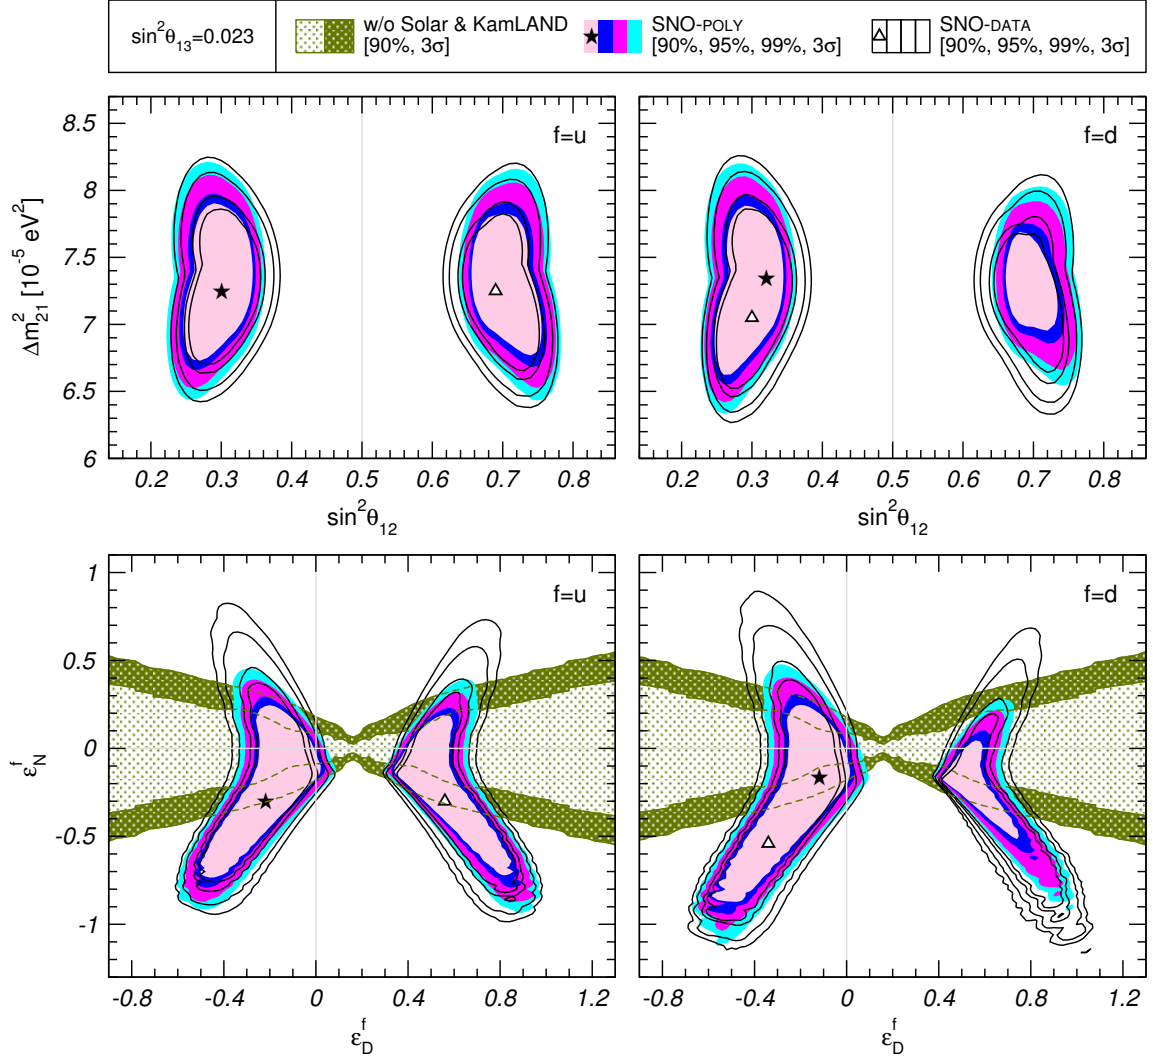 sin²θ₁₃=0.023
w/o Solar & KamLAND
[90%, 3σ]
SNO-POLY
[90%, 95%, 99%, 3σ]
SNO-DATA
[90%, 95%, 99%, 3σ]
f=u
f=d
8.5
8
7.5
7
6.5
6
Δm²₂₁ [10⁻⁵ eV²]
0.2 0.3 0.4 0.5 0.6 0.7 0.8
0.2 0.3 0.4 0.5 0.6 0.7 0.8
sin²θ₁₂
sin²θ₁₂
f=u
f=d
1
0.5
0
-0.5
-1
ε_N^f
-0.8 -0.4 0 0.4 0.8 1.2
-0.8 -0.4 0 0.4 0.8 1.2
ε_D^f
ε_D^f